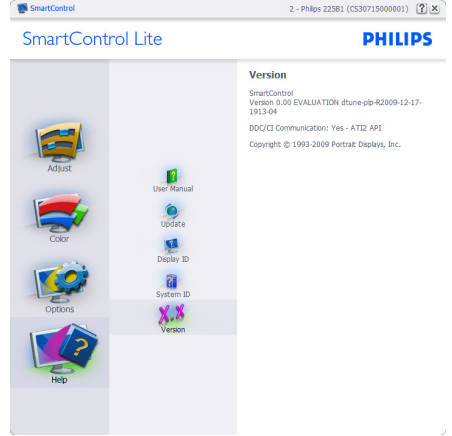 SmartControl
2 - Philips 225B1 (CS30715000001)
? X
SmartControl Lite
PHILIPS
Adjust
Color
Options
Help
User Manual
Update
Display ID
System ID
X.X
Version
Version
SmartControl
Version 0.00 EVALUATION dtune-plp-R2009-12-17-
1913-04
DDC/CI Communication: Yes - ATI2 API
Copyright © 1993-2009 Portrait Displays, Inc.